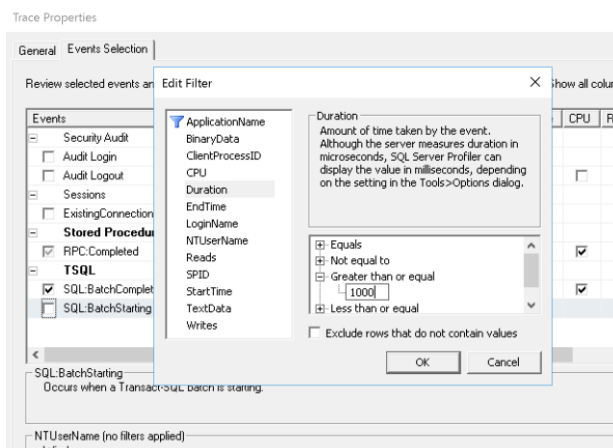 Trace Properties
General Events Selection
Review selected events an
Edit Filter
how all colu
Events
CPU
Security Audit
Audit Login
Audit Logout
Sessions
ExistingConnection
Stored Procedur
RPC:Completed
TSQL
SQL:BatchComplet
SQL:BatchStarting
ApplicationName
BinaryData
ClientProcessID
CPU
Duration
EndTime
LoginName
NTUserName
Reads
SPID
StartTime
TextData
Writes
Duration
Amount of time taken by the event.
Although the server measures duration in
microseconds, SQL Server Profiler can
display the value in milliseconds, depending
on the setting in the Tools>Options dialog.
Equals
Not equal to
Greater than or equal
1000
Less than or equal
Exclude rows that do not contain values
OK Cancel
SQL:BatchStarting
Occurs when a Transact-SQL batch is starting.
NTUserName (no filters applied)